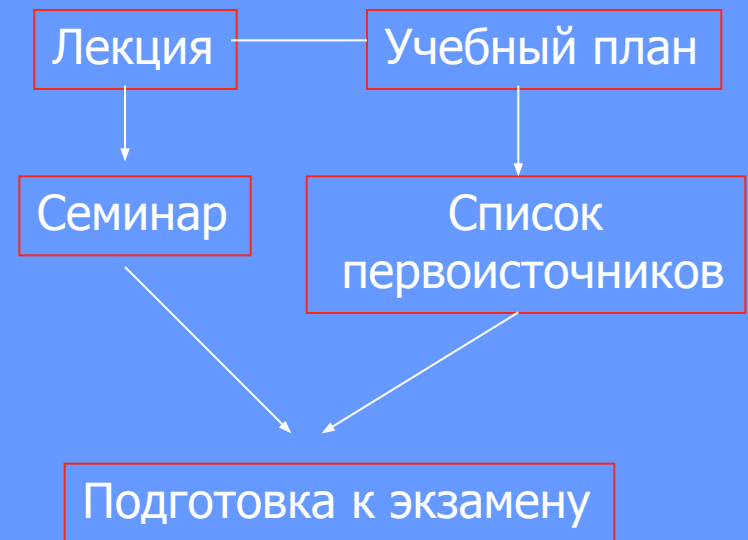 Лекция
Учебный план
Семинар
Список
первоисточников
Подготовка к экзамену